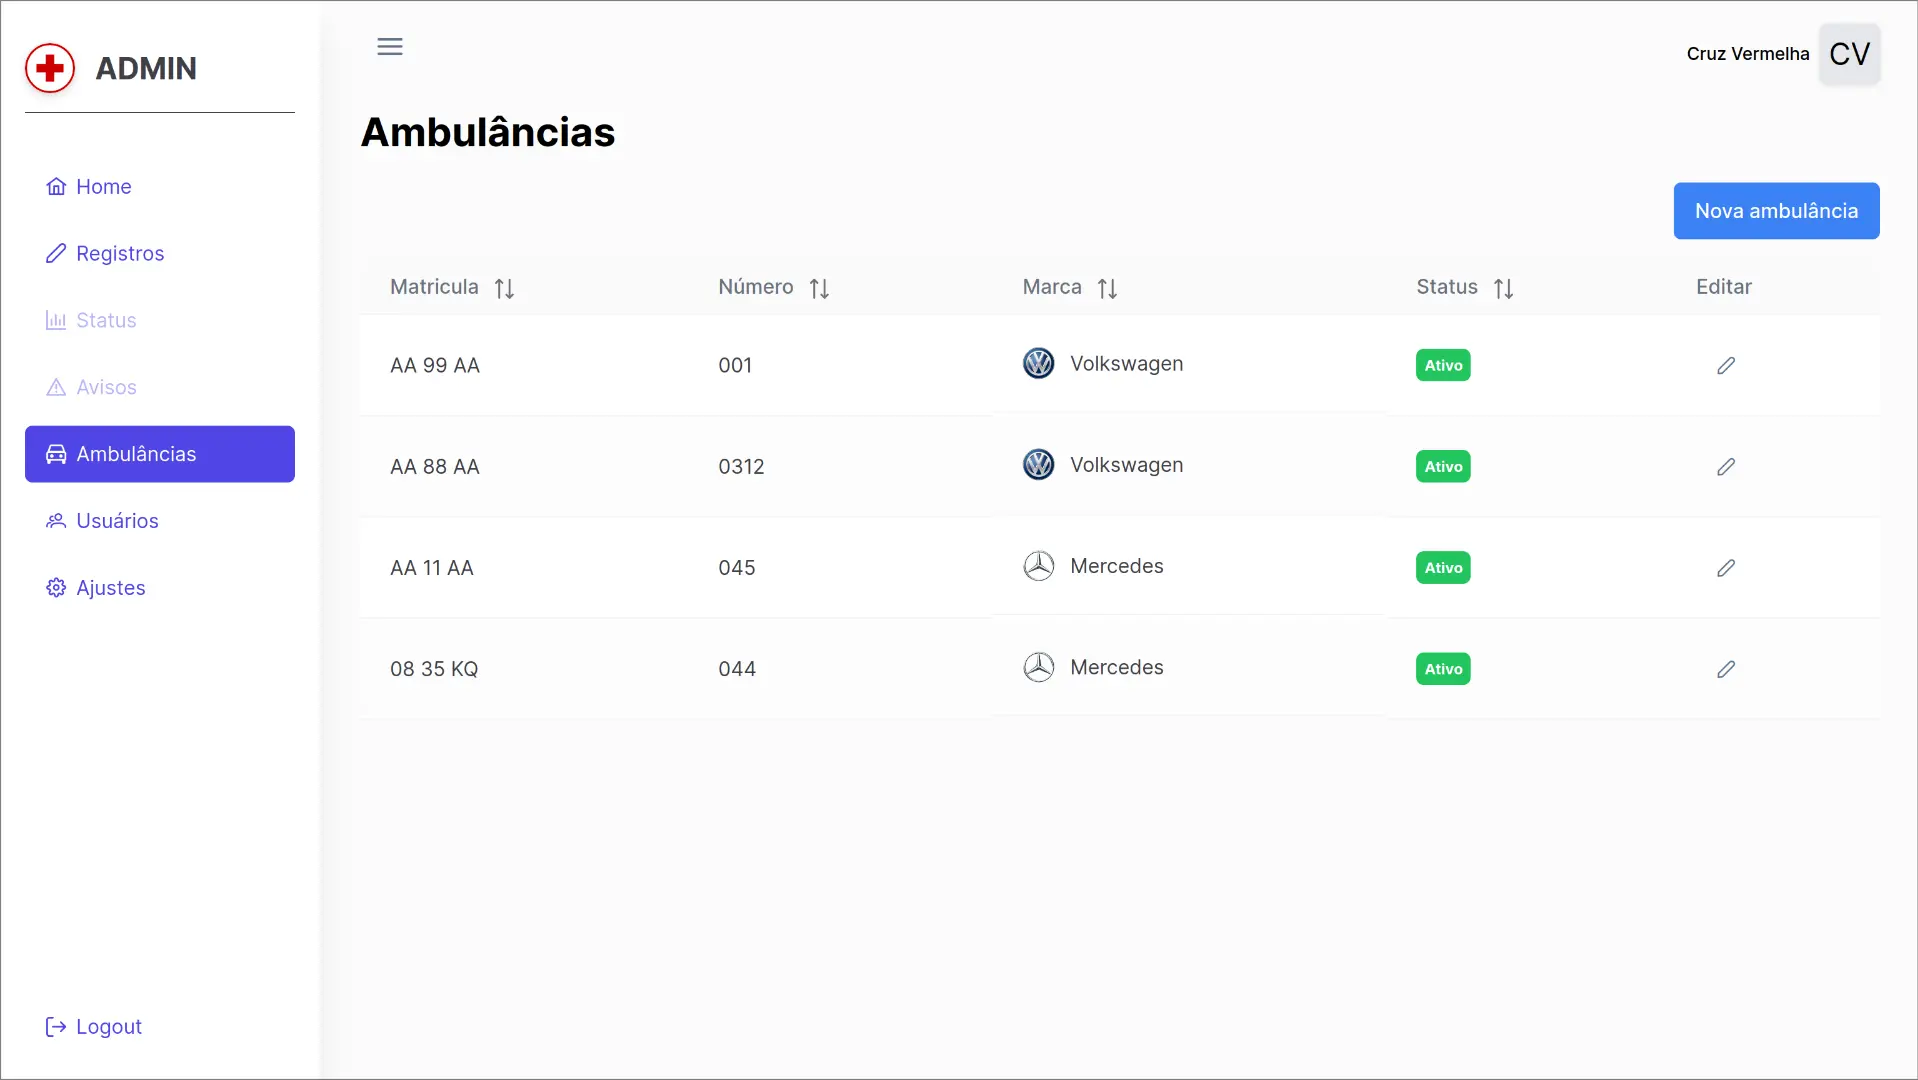 ADMIN
Cruz Vermelha CV
Ambulâncias
Home
Registros
Status
Avisos
Ambulâncias
Usuários
Ajustes
Logout
Nova ambulância
Matricula Número Marca Status Editar
AA 99 AA 001 Volkswagen Ativo
AA 88 AA 0312 Volkswagen Ativo
AA 11 AA 045 Mercedes Ativo
08 35 KQ 044 Mercedes Ativo